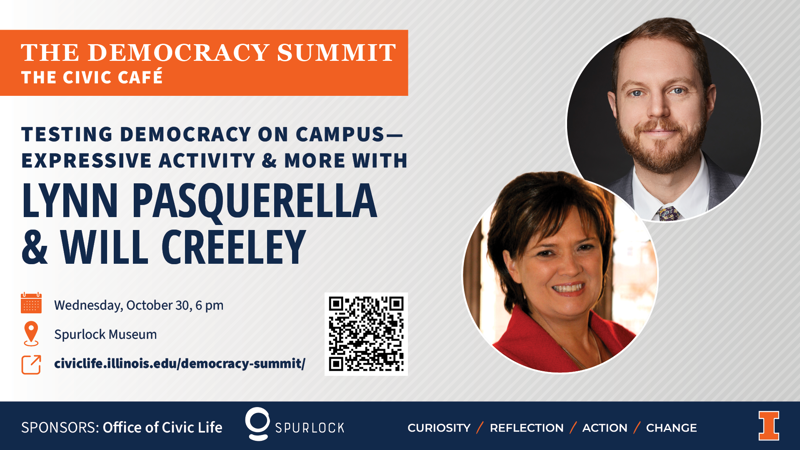 THE DEMOCRACY SUMMIT
THE CIVIC CAFÉ
TESTING DEMOCRACY ON CAMPUS—
EXPRESSIVE ACTIVITY & MORE WITH
LYNN PASQUERELLA
& WILL CREELEY
Wednesday, October 30, 6 pm
Spurlock Museum
civiclife.illinois.edu/democracy-summit/
SPONSORS: Office of Civic Life
SPURLOCK
CURIOSITY / REFLECTION / ACTION / CHANGE
I